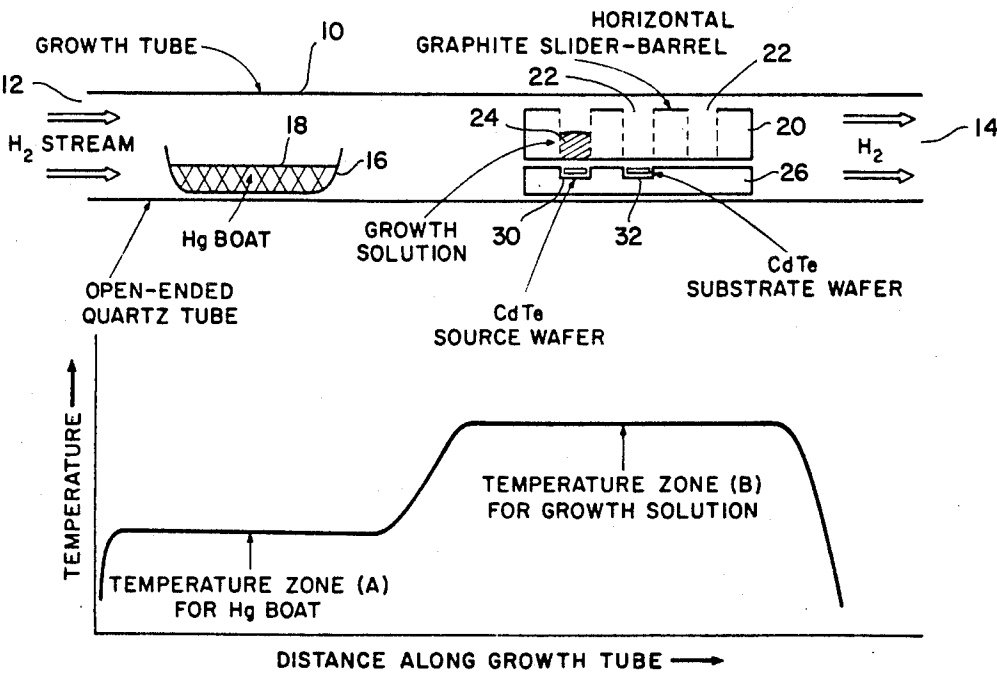 GROWTH TUBE
10
HORIZONTAL
GRAPHITE SLIDER-BARREL
12
22
22
H2 STREAM
18
16
24
20
H2
14
26
Hg BOAT
GROWTH
SOLUTION
30
32
OPEN-ENDED
QUARTZ TUBE
CdTe
SOURCE WAFER
CdTe
SUBSTRATE WAFER
TEMPERATURE
TEMPERATURE ZONE (A)
FOR Hg BOAT
TEMPERATURE ZONE (B)
FOR GROWTH SOLUTION
DISTANCE ALONG GROWTH TUBE